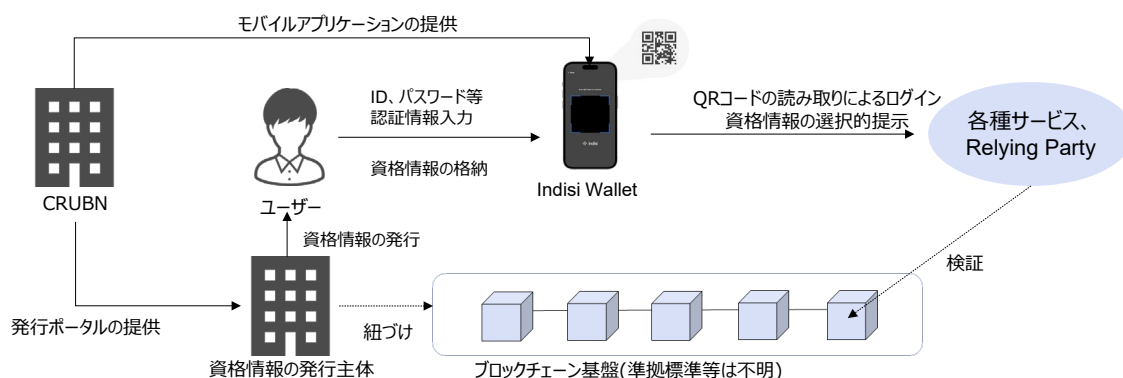 モバイルアプリケーションの提供
ID、パスワード等
認証情報入力
資格情報の格納
QRコードの読み取りによるログイン
資格情報の選択的提示
各種サービス、
Relying Party
indisi
Indisi Wallet
CRUBN
ユーザー
資格情報の発行
検証
発行ポータルの提供
紐づけ
資格情報の発行主体
ブロックチェーン基盤(準拠標準等は不明)